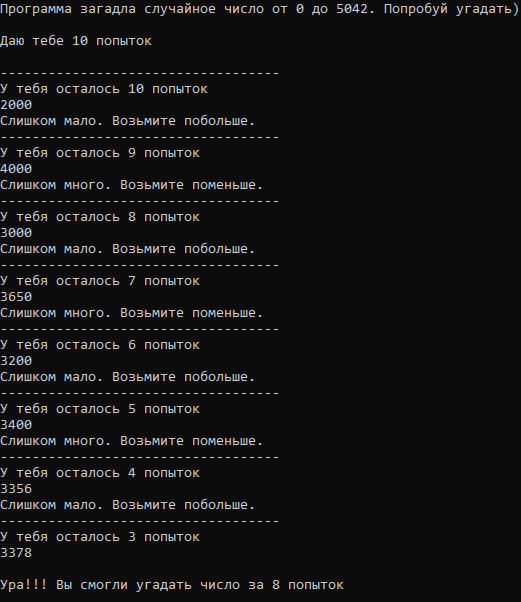 Программа загадла случайное число от 0 до 5042. Попробуй угадать)
Даю тебе 10 попыток
-----------------------------------
У тебя осталось 10 попыток
2000
Слишком мало. Возьмите побольше.
-----------------------------------
У тебя осталось 9 попыток
4000
Слишком много. Возьмите поменьше.
-----------------------------------
У тебя осталось 8 попыток
3000
Слишком мало. Возьмите побольше.
-----------------------------------
У тебя осталось 7 попыток
3650
Слишком много. Возьмите поменьше.
-----------------------------------
У тебя осталось 6 попыток
3200
Слишком мало. Возьмите побольше.
-----------------------------------
У тебя осталось 5 попыток
3400
Слишком много. Возьмите поменьше.
-----------------------------------
У тебя осталось 4 попыток
3356
Слишком мало. Возьмите побольше.
-----------------------------------
У тебя осталось 3 попыток
3378
Ура!!! Вы смогли угадать число за 8 попыток